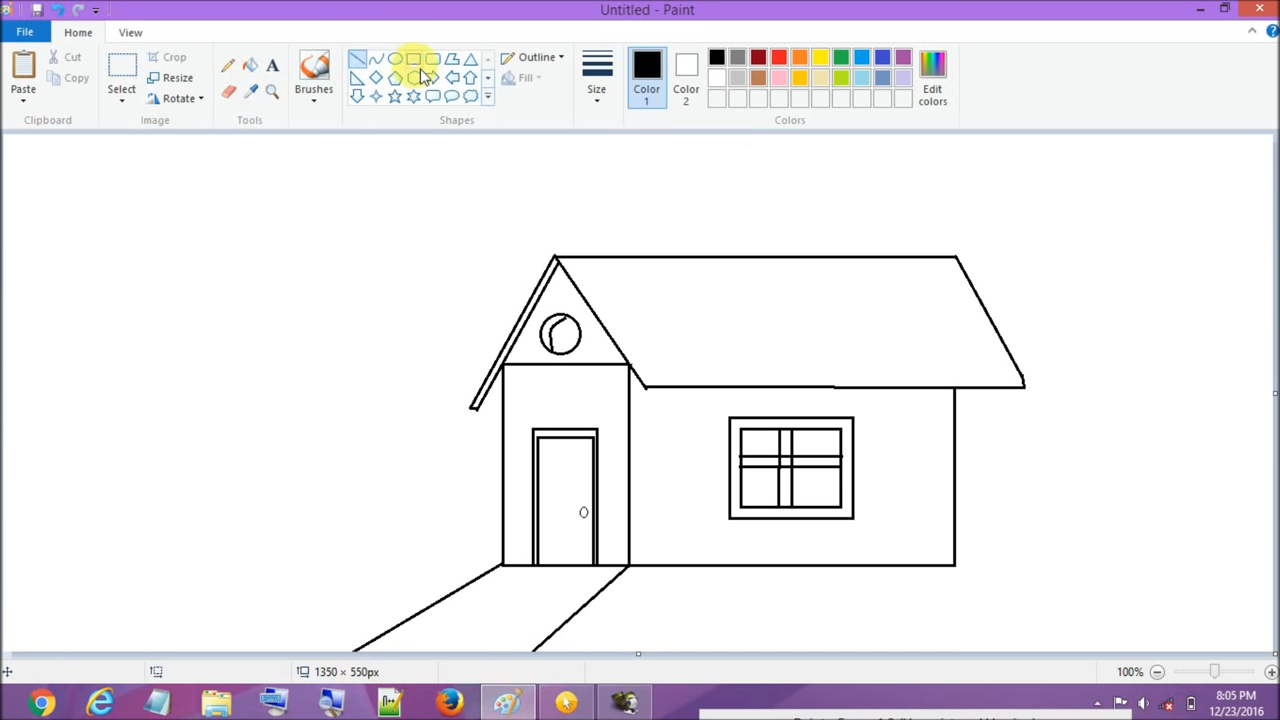 Untitled - Paint
File Home View
Paste
Cut
Copy
Clipboard
Select
Crop
Resize
Rotate
Image
Tools
Brushes
Shapes
Outline
Fill
Size
Color 1
Color 2
Edit colors
Colors
1350 × 550px
100%
8:05 PM
12/23/2016